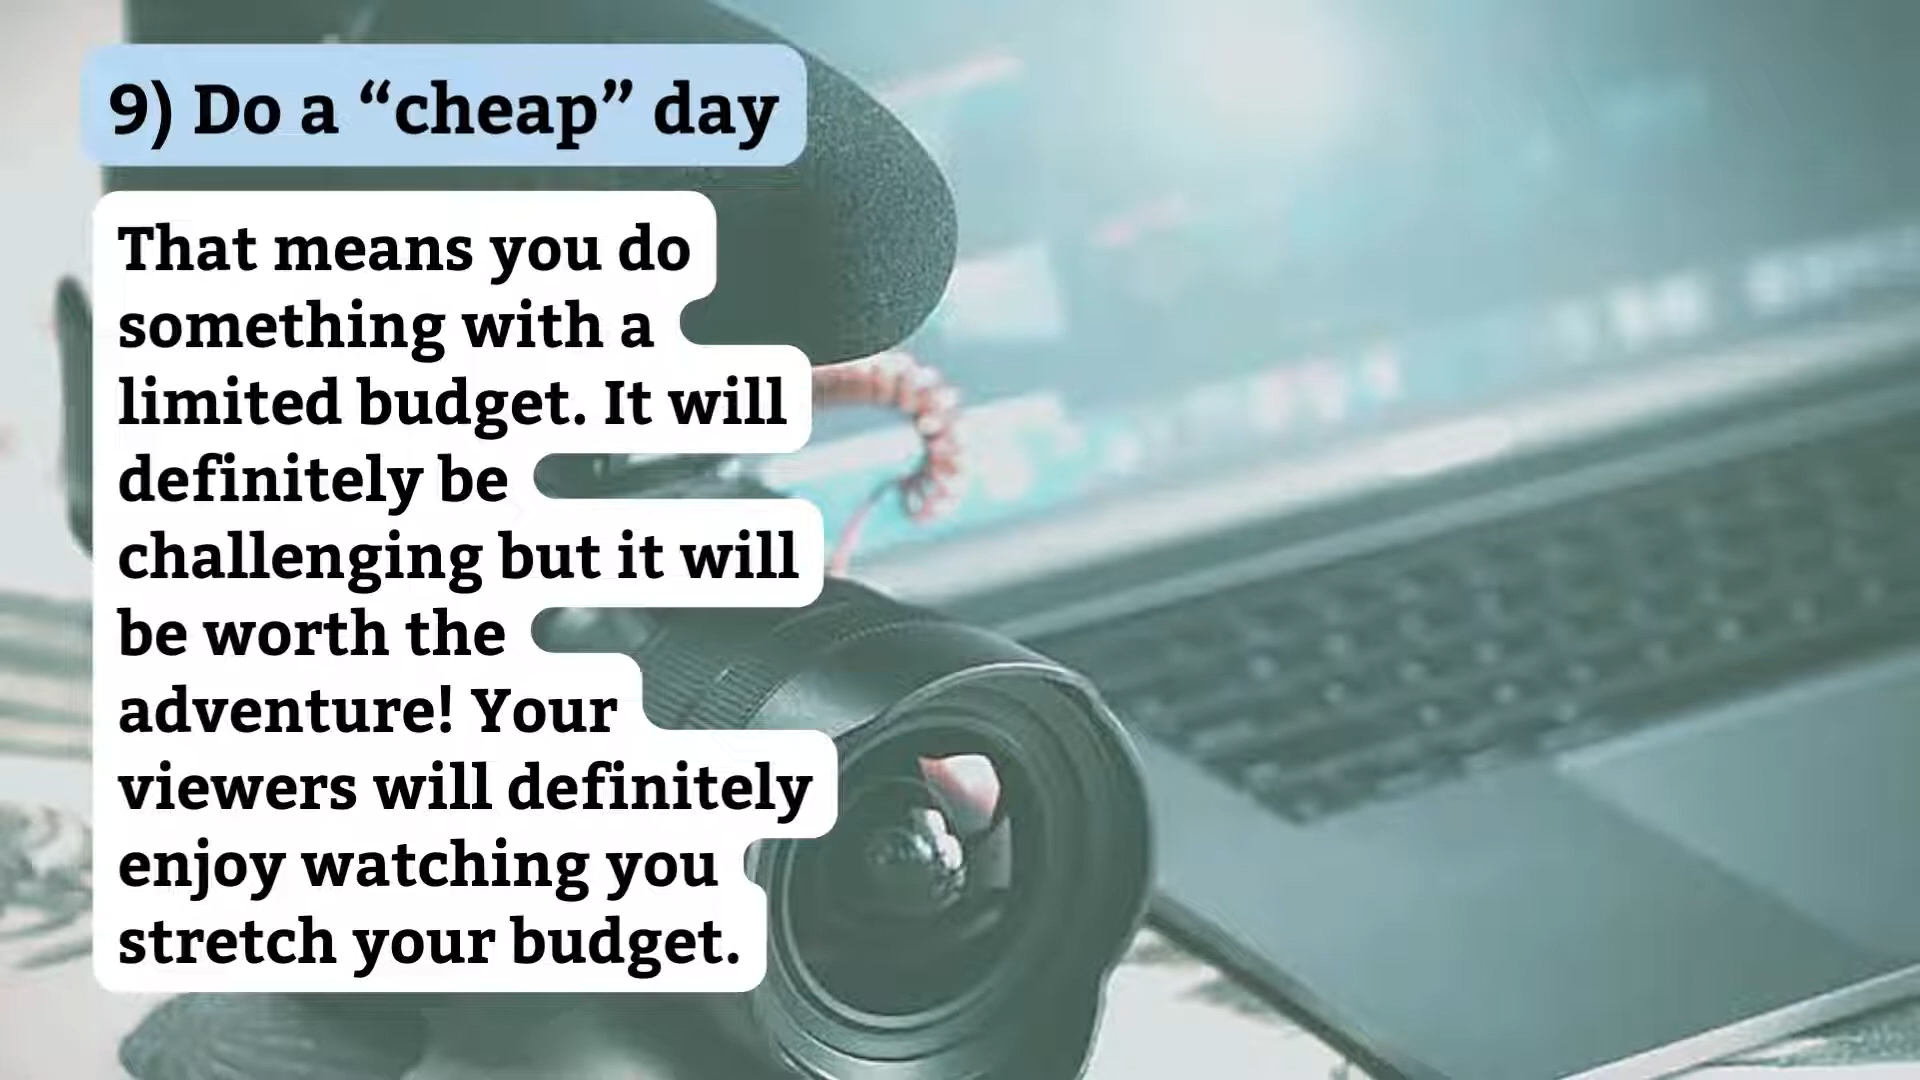 9) Do a “cheap” day
That means you do
something with a
limited budget. It will
definitely be
challenging but it will
be worth the
adventure! Your
viewers will definitely
enjoy watching you
stretch your budget.